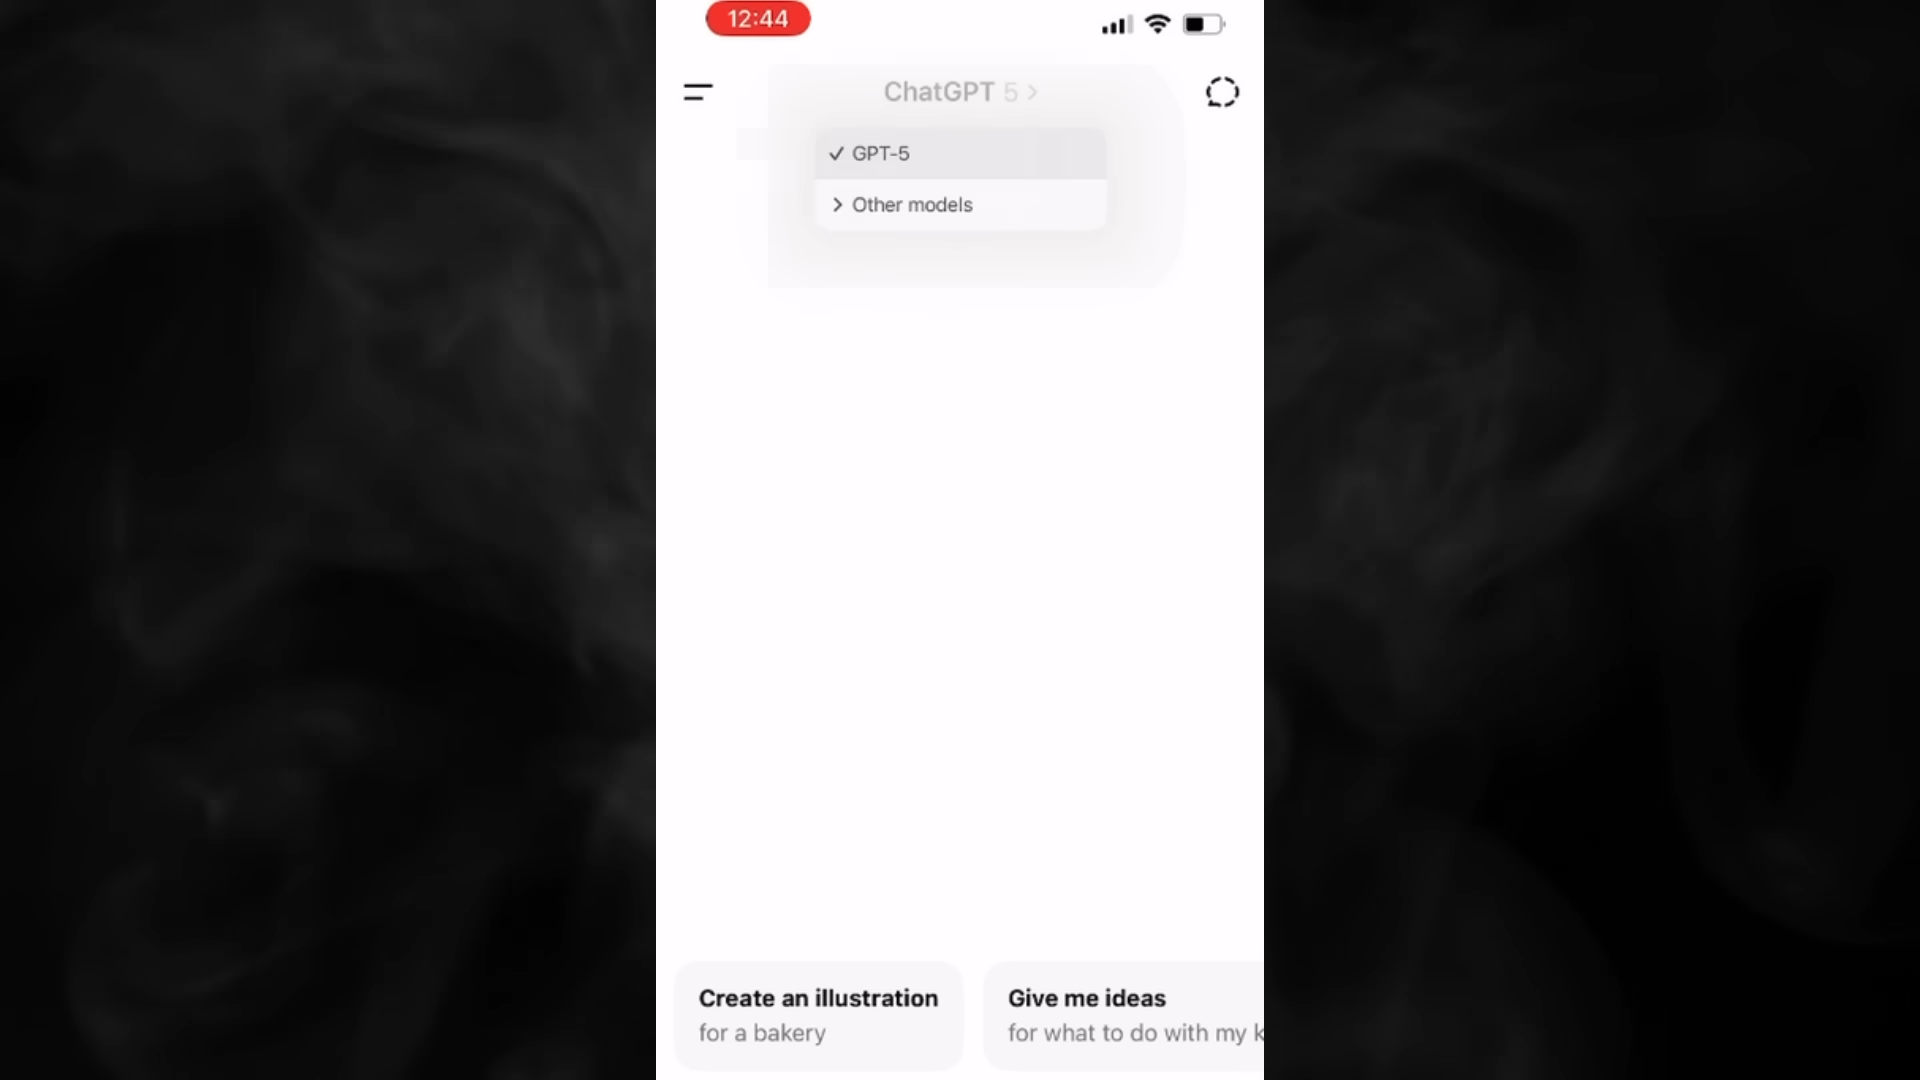 12:44
ChatGPT 5 >
GPT-5
Other models
Create an illustration
for a bakery
Give me ideas
for what to do with my k